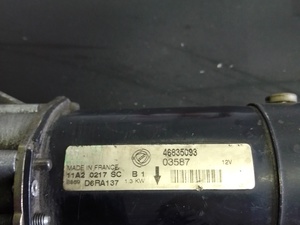 46835093
MADE IN FRANCE 03587 12V
11A2 0217 SC B 1
D6RA137 1.3 KW